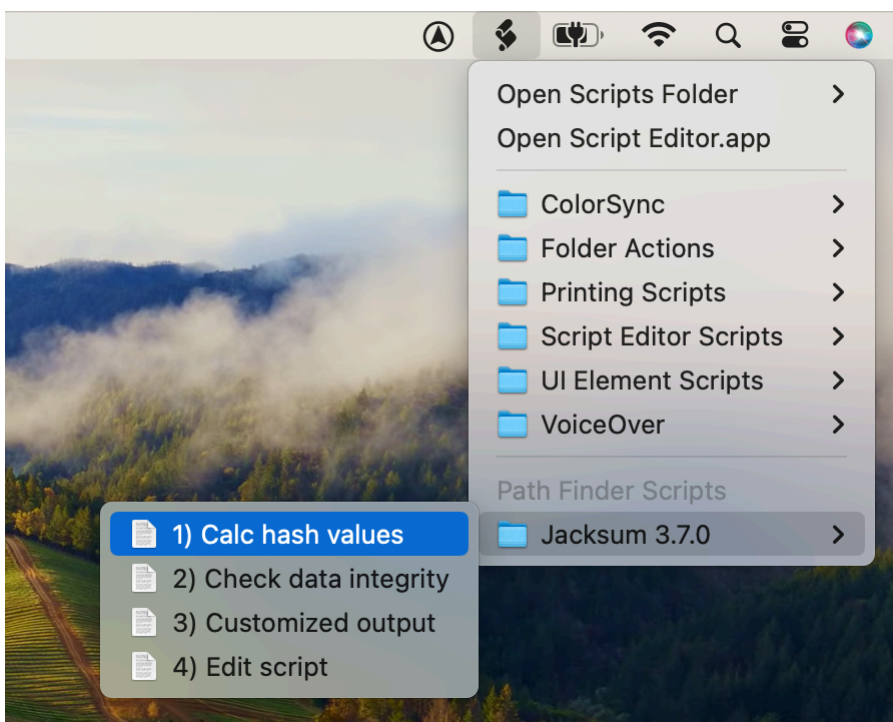 Open Scripts Folder
Open Script Editor.app
ColorSync
Folder Actions
Printing Scripts
Script Editor Scripts
UI Element Scripts
VoiceOver
Path Finder Scripts
Jacksum 3.7.0
1) Calc hash values
2) Check data integrity
3) Customized output
4) Edit script